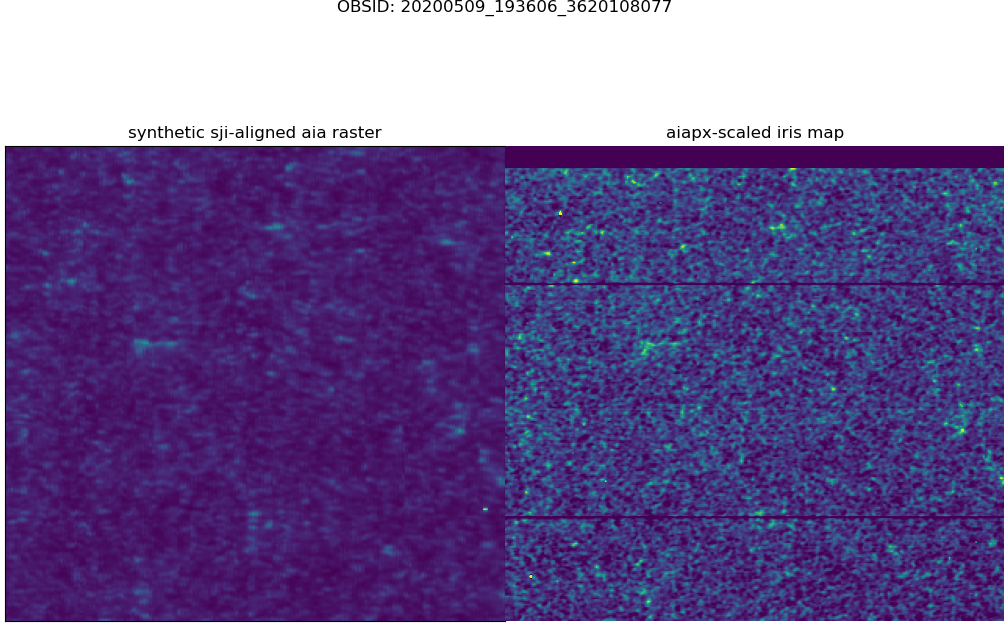 OBSID: 20200509_193606_3620108077
synthetic sji-aligned aia raster
aiapx-scaled iris map